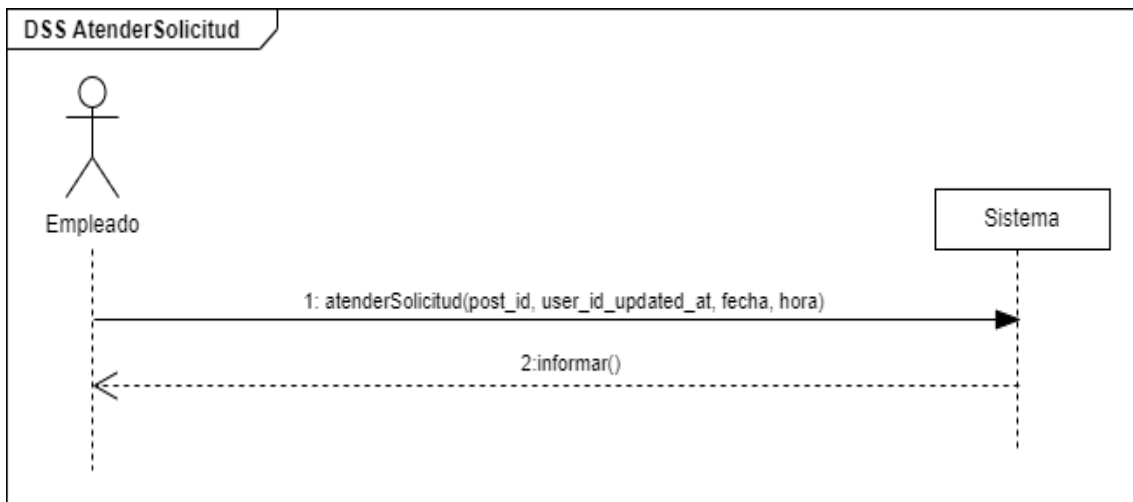 DSS AtenderSolicitud
Empleado
Sistema
1: atenderSolicitud(post_id, user_id_updated_at, fecha, hora)
2:informar()